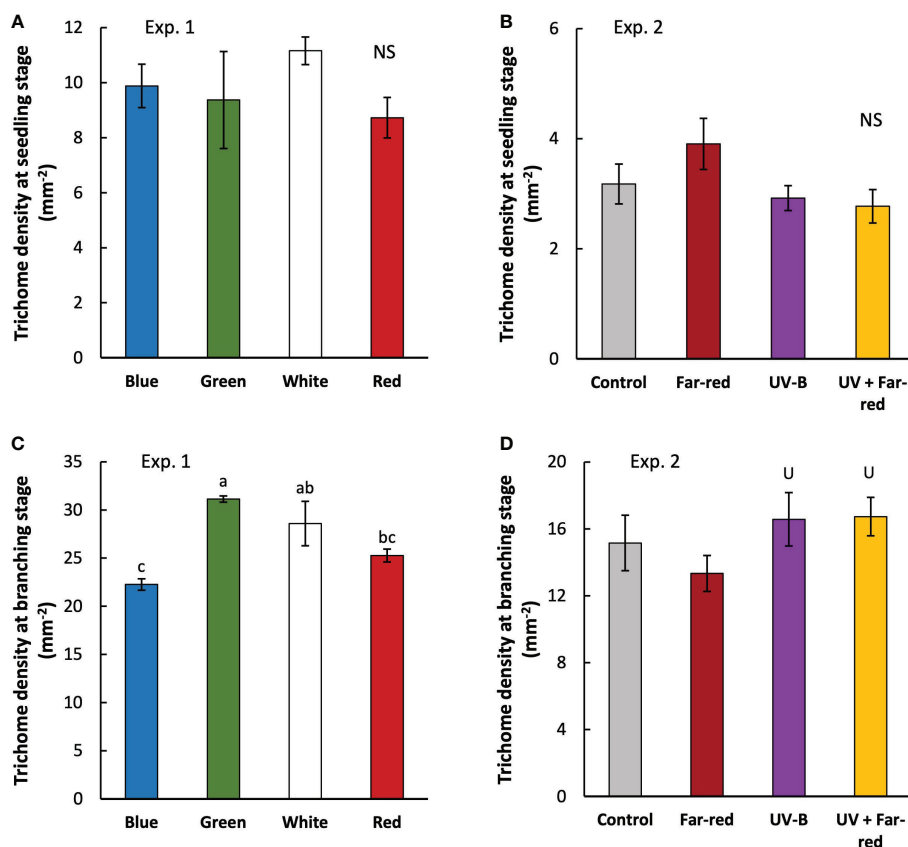 A
Exp. 1
Trichome density at seedling stage
(mm-2)
12
10
8
6
4
2
0
NS
Blue
Green
White
Red
B
Exp. 2
Trichome density at seedling stage
(mm-2)
6
4
2
0
NS
Control
Far-red
UV-B
UV + Far-
red
C
Exp. 1
Trichome density at branching stage
(mm-2)
35
30
25
20
15
10
5
0
c
a
ab
bc
Blue
Green
White
Red
D
Exp. 2
Trichome density at branching stage
(mm-2)
20
16
12
8
4
0
U
U
Control
Far-red
UV-B
UV + Far-
red